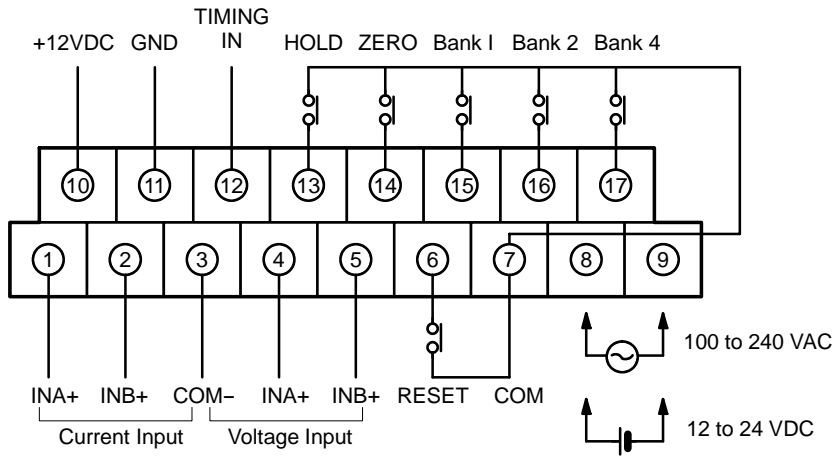 TIMING
+12VDC GND IN HOLD ZERO Bank I Bank 2 Bank 4
10 11 12 13 14 15 16 17
1 2 3 4 5 6 7 8 9
100 to 240 VAC
INA+ INB+ COM− INA+ INB+ RESET COM
Current Input Voltage Input
12 to 24 VDC